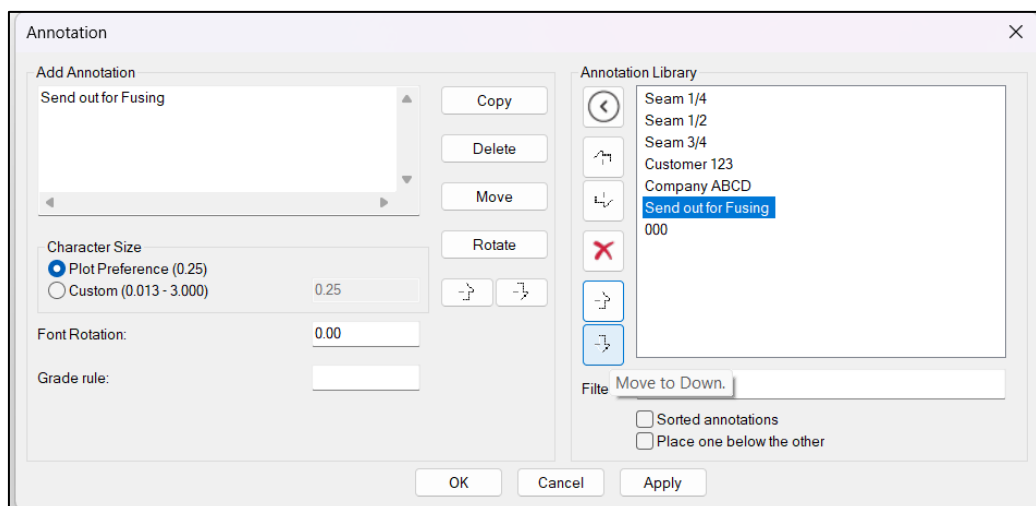 Annotation
Add Annotation
Send out for Fusing
Copy
Delete
Move
Rotate
Character Size
Plot Preference (0.25)
Custom (0.013 - 3.000)
0.25
Font Rotation:
0.00
Grade rule:
Annotation Library
Seam 1/4
Seam 1/2
Seam 3/4
Customer 123
Company ABCD
Send out for Fusing
000
Filte
Move to Down.
Sorted annotations
Place one below the other
OK
Cancel
Apply